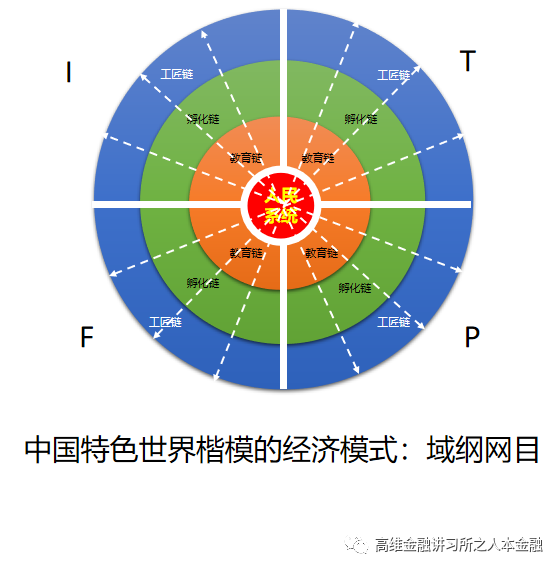 I
T
工匠链
工匠链
孵化链
孵化链
教育链
教育链
人民
系统
教育链
教育链
孵化链
孵化链
工匠链
工匠链
F
P
中国特色世界楷模的经济模式：域纲网目
高维金融讲习所之人本金融